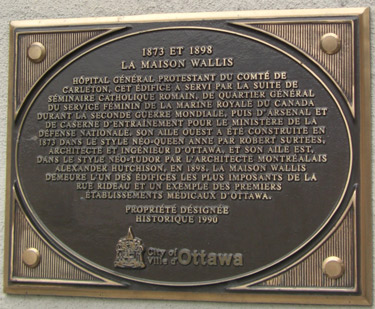 1873 ET 1898
LA MAISON WALLIS
HÔPITAL GÉNÉRAL PROTESTANT DU COMTÉ DE
CARLETON, CET ÉDIFICE A SERVI PAR LA SUITE DE
SÉMINAIRE CATHOLIQUE ROMAIN, DE QUARTIER GÉNÉRAL
DU SERVICE FÉMININ DE LA MARINE ROYALE DU CANADA
DURANT LA SECONDE GUERRE MONDIALE, PUIS D'ARSENAL ET
DE CASERNE D'ENTRAÎNEMENT POUR LE MINISTÈRE DE LA
DÉFENSE NATIONALE. SON AILE OUEST A ÉTÉ CONSTRUITE EN
1873 DANS LE STYLE NÉO-QUEEN ANNE PAR ROBERT SURTEES,
ARCHITECTE ET INGÉNIEUR D'OTTAWA, ET SON AILE EST,
DANS LE STYLE NÉO-TUDOR PAR L'ARCHITECTE MONTRÉALAIS
ALEXANDER HUTCHISON, EN 1898. LA MAISON WALLIS
DEMEURE L'UN DES ÉDIFICES LES PLUS IMPOSANTS DE LA
RUE RIDEAU ET UN EXEMPLE DES PREMIERS
ÉTABLISSEMENTS MÉDICAUX D'OTTAWA.
PROPRIÉTÉ DÉSIGNÉE
HISTORIQUE 1990
City of
Ville d'Ottawa